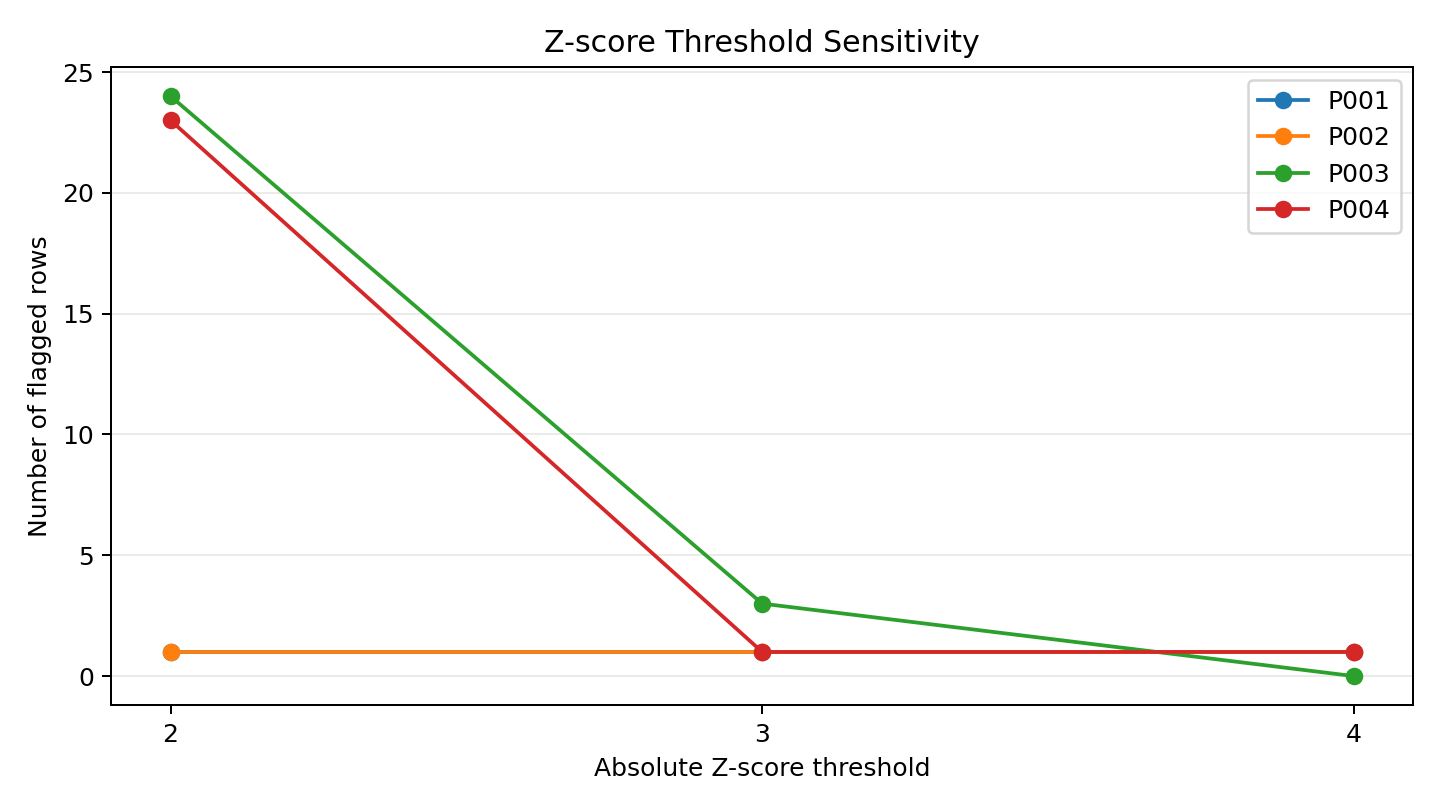 Z-score Threshold Sensitivity
25
20
15
10
5
0
Number of flagged rows
P001
P002
P003
P004
2
3
4
Absolute Z-score threshold